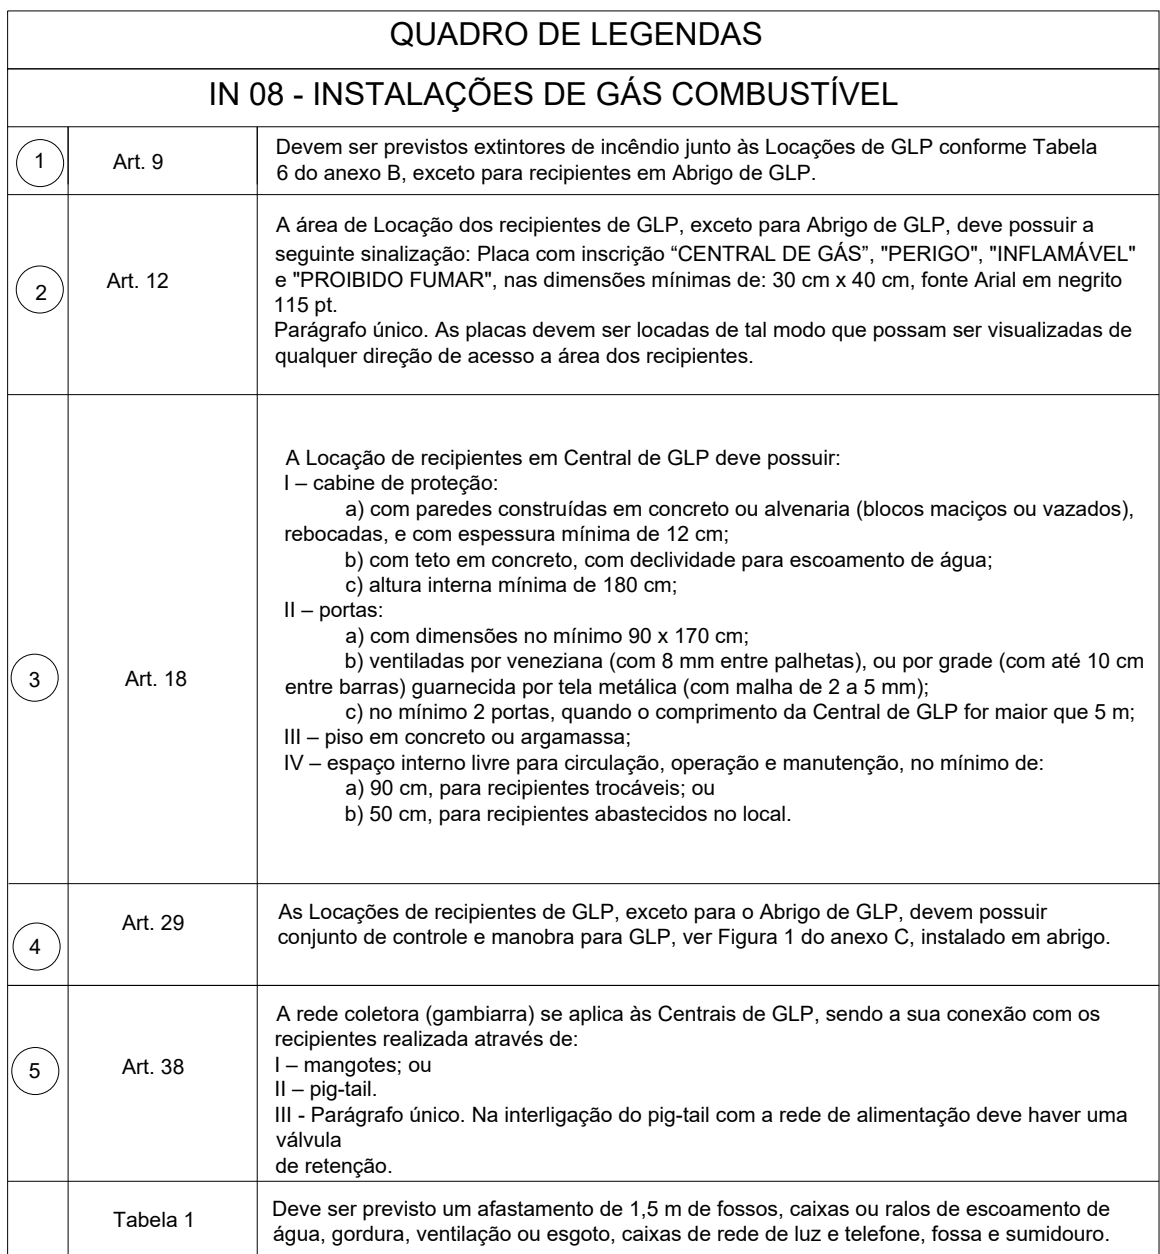 QUADRO DE LEGENDAS
IN 08 - INSTALAÇÕES DE GÁS COMBUSTÍVEL
1
Art. 9
Devem ser previstos extintores de incêndio junto às Locações de GLP conforme Tabela
6 do anexo B, exceto para recipientes em Abrigo de GLP.
2
Art. 12
A área de Locação dos recipientes de GLP, exceto para Abrigo de GLP, deve possuir a
seguinte sinalização: Placa com inscrição “CENTRAL DE GÁS”, "PERIGO", "INFLAMÁVEL"
e "PROIBIDO FUMAR", nas dimensões mínimas de: 30 cm x 40 cm, fonte Arial em negrito
115 pt.
Parágrafo único. As placas devem ser locadas de tal modo que possam ser visualizadas de
qualquer direção de acesso a área dos recipientes.
3
Art. 18
A Locação de recipientes em Central de GLP deve possuir:
I – cabine de proteção:
a) com paredes construídas em concreto ou alvenaria (blocos maciços ou vazados),
rebocadas, e com espessura mínima de 12 cm;
b) com teto em concreto, com declividade para escoamento de água;
c) altura interna mínima de 180 cm;
II – portas:
a) com dimensões no mínimo 90 x 170 cm;
b) ventiladas por veneziana (com 8 mm entre palhetas), ou por grade (com até 10 cm
entre barras) guarnecida por tela metálica (com malha de 2 a 5 mm);
c) no mínimo 2 portas, quando o comprimento da Central de GLP for maior que 5 m;
III – piso em concreto ou argamassa;
IV – espaço interno livre para circulação, operação e manutenção, no mínimo de:
a) 90 cm, para recipientes trocáveis; ou
b) 50 cm, para recipientes abastecidos no local.
4
Art. 29
As Locações de recipientes de GLP, exceto para o Abrigo de GLP, devem possuir
conjunto de controle e manobra para GLP, ver Figura 1 do anexo C, instalado em abrigo.
5
Art. 38
A rede coletora (gambiarra) se aplica às Centrais de GLP, sendo a sua conexão com os
recipientes realizada através de:
I – mangotes; ou
II – pig-tail.
III - Parágrafo único. Na interligação do pig-tail com a rede de alimentação deve haver uma
válvula
de retenção.
Tabela 1
Deve ser previsto um afastamento de 1,5 m de fossos, caixas ou ralos de escoamento de
água, gordura, ventilação ou esgoto, caixas de rede de luz e telefone, fossa e sumidouro.